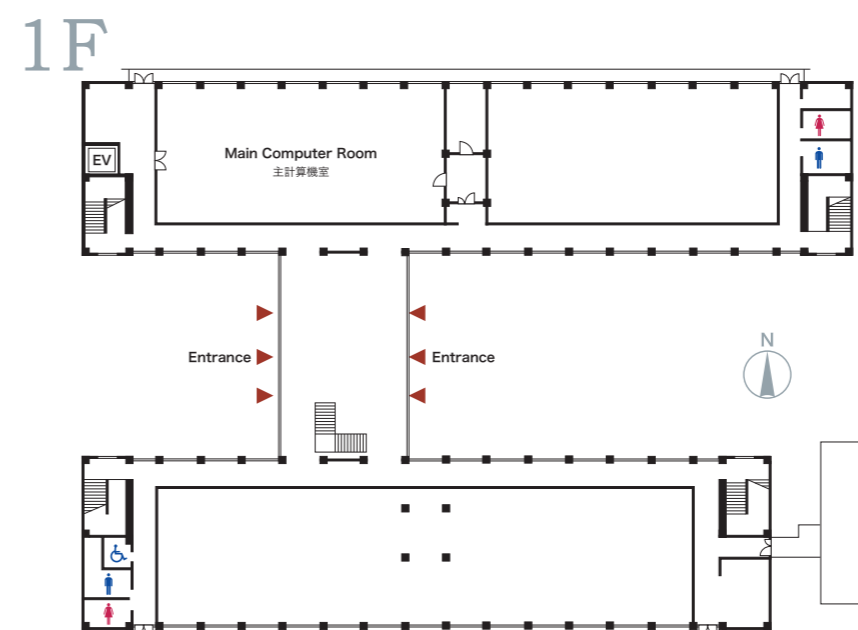 1F
EV
Main Computer Room
主計算機室
Entrance
Entrance
N